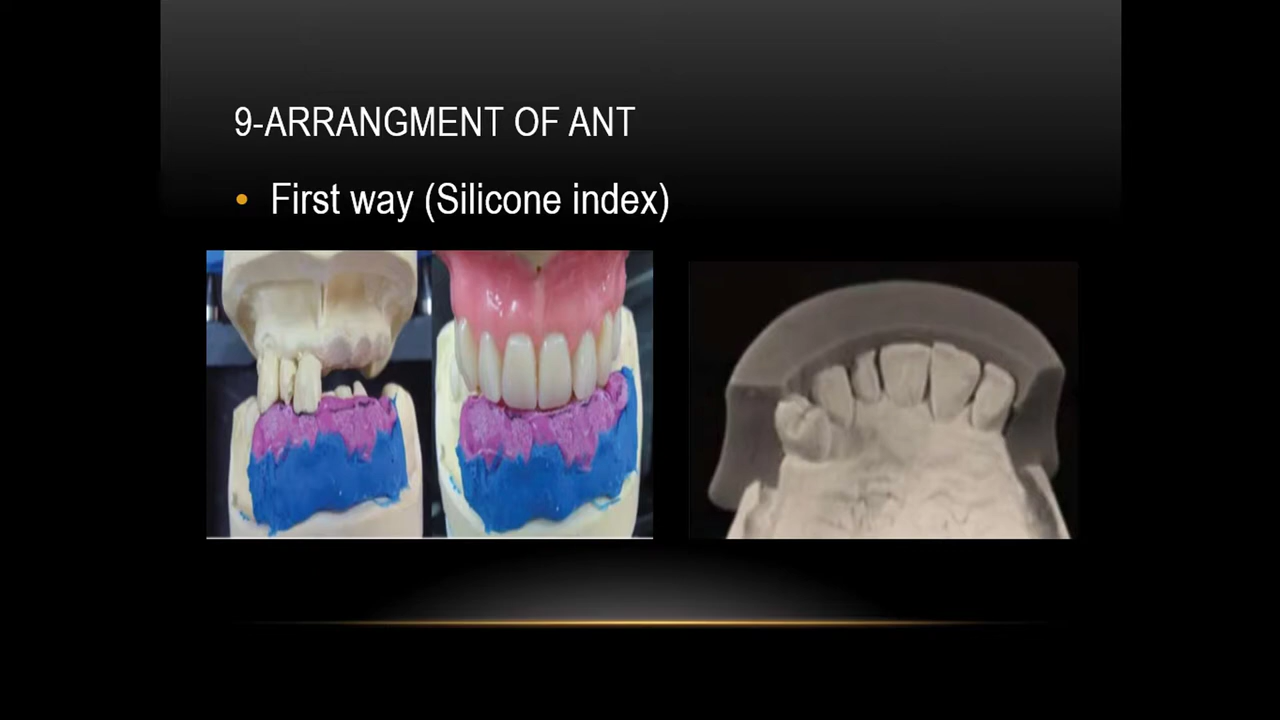 9-ARRANGMENT OF ANT
• First way (Silicone index)